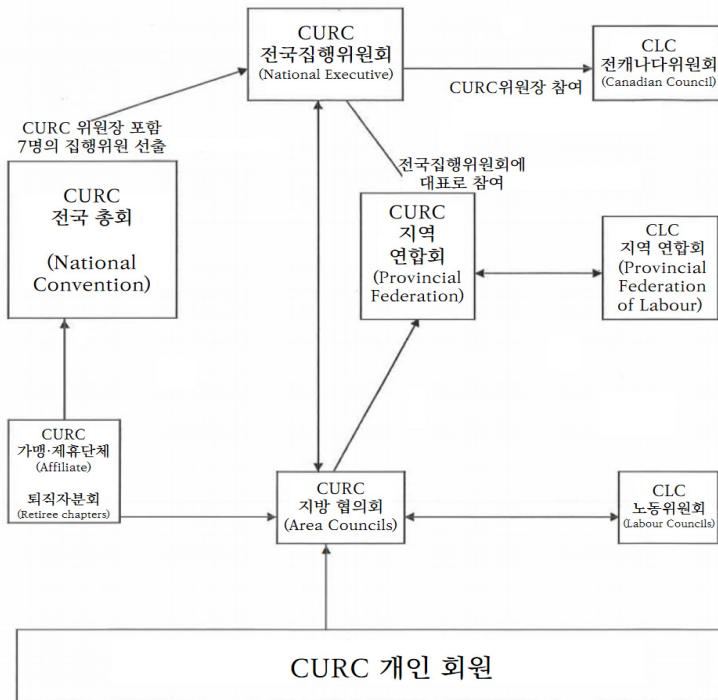 CURC
전국집행위원회
(National Executive)
CLC
전캐나다위원회
(Canadian Council)
CURC위원장 참여
CURC 위원장 포함
7명의 집행위원 선출
전국집행위원회에
대표로 참여
CURC
전국 총회
(National
Convention)
CURC
지역
연합회
(Provincial
Federation)
CLC
지역 연합회
(Provincial
Federation
of Labour)
CURC
가맹·제휴단체
(Affiliate)
퇴직자분회
(Retiree chapters)
CURC
지방 협의회
(Area Councils)
CLC
노동위원회
(Labour Councils)
CURC 개인 회원